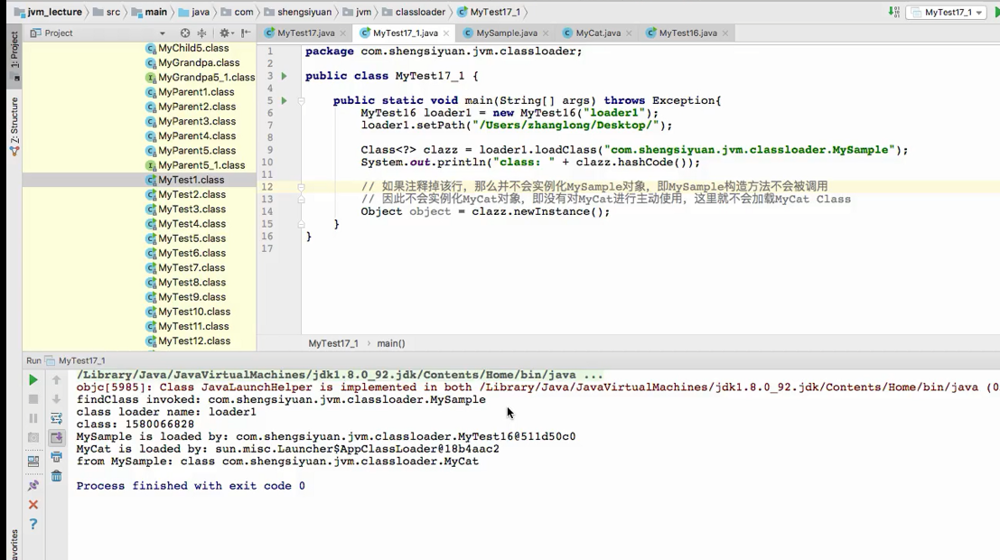 jvm_lecture src main java com shengsiyuan jvm classloader MyTest17_1 MyTest17_1
Project MyTest17.java MyTest17_1.java MySample.java MyCat.java MyTest16.java
1: Project
Z: Structure
MyChild5.class
MyGrandpa.class
MyGrandpa5_1.class
MyParent1.class
MyParent2.class
MyParent3.class
MyParent4.class
MyParent5.class
MyParent5_1.class
MyTest1.class
MyTest2.class
MyTest3.class
MyTest4.class
MyTest5.class
MyTest6.class
MyTest7.class
MyTest8.class
MyTest9.class
MyTest10.class
MyTest11.class
MyTest12.class
1 package com.shengsiyuan.jvm.classloader;
2
3 public class MyTest17_1 {
4
5 public static void main(String[] args) throws Exception{
6 MyTest16 loader1 = new MyTest16("loader1");
7 loader1.setPath("/Users/zhanglong/Desktop/");
8
9 Class<?> clazz = loader1.loadClass("com.shengsiyuan.jvm.classloader.MySample");
10 System.out.println("class: " + clazz.hashCode());
11
12 // 如果注释掉该行，那么并不会实例化MySample对象，即MySample构造方法不会被调用
13 // 因此不会实例化MyCat对象，即没有对MyCat进行主动使用，这里就不会加载MyCat Class
14 Object object = clazz.newInstance();
15 }
16 }
17
MyTest17_1 › main()
Run MyTest17_1
/Library/Java/JavaVirtualMachines/jdk1.8.0_92.jdk/Contents/Home/bin/java ...
objc[5985]: Class JavaLaunchHelper is implemented in both /Library/Java/JavaVirtualMachines/jdk1.8.0_92.jdk/Contents/Home/bin/java (0
findClass invoked: com.shengsiyuan.jvm.classloader.MySample
class loader name: loader1
class: 1580066828
MySample is loaded by: com.shengsiyuan.jvm.classloader.MyTest16@511d50c0
MyCat is loaded by: sun.misc.Launcher$AppClassLoader@18b4aac2
from MySample: class com.shengsiyuan.jvm.classloader.MyCat
Process finished with exit code 0
avorites